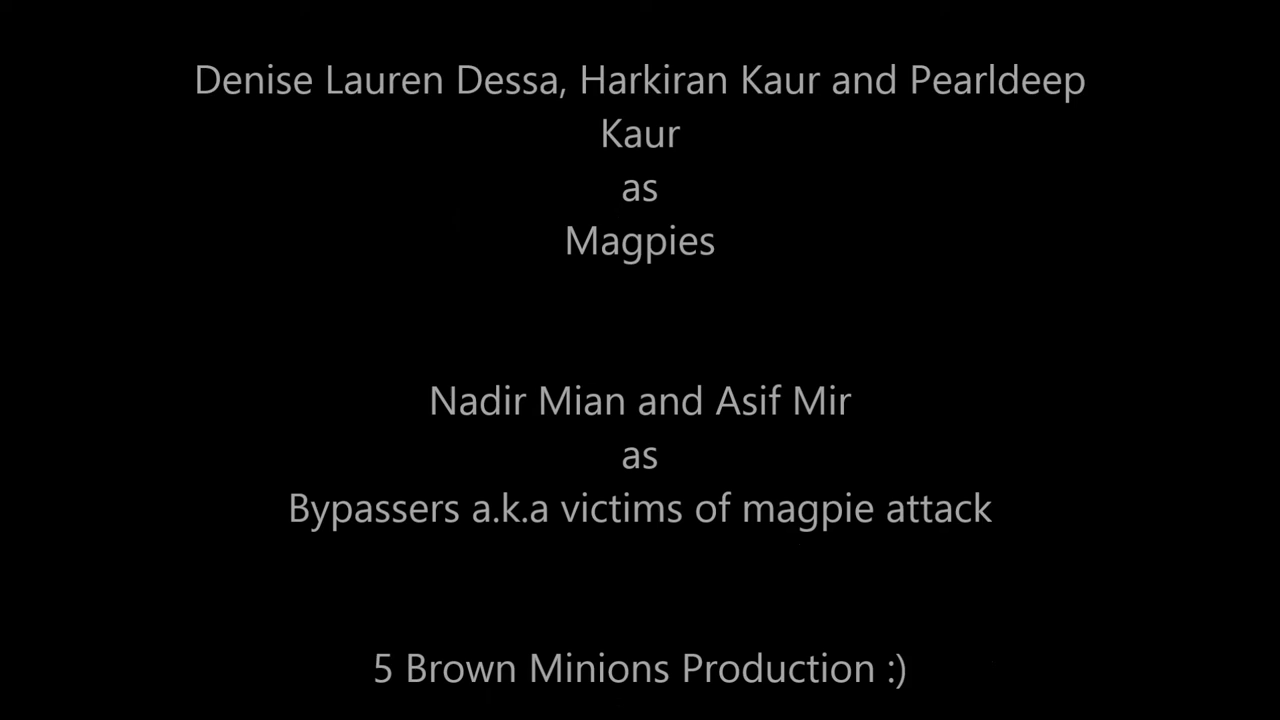 Denise Lauren Dessa, Harkiran Kaur and Pearldeep
Kaur
as
Magpies
Nadir Mian and Asif Mir
as
Bypassers a.k.a victims of magpie attack
5 Brown Minions Production :)